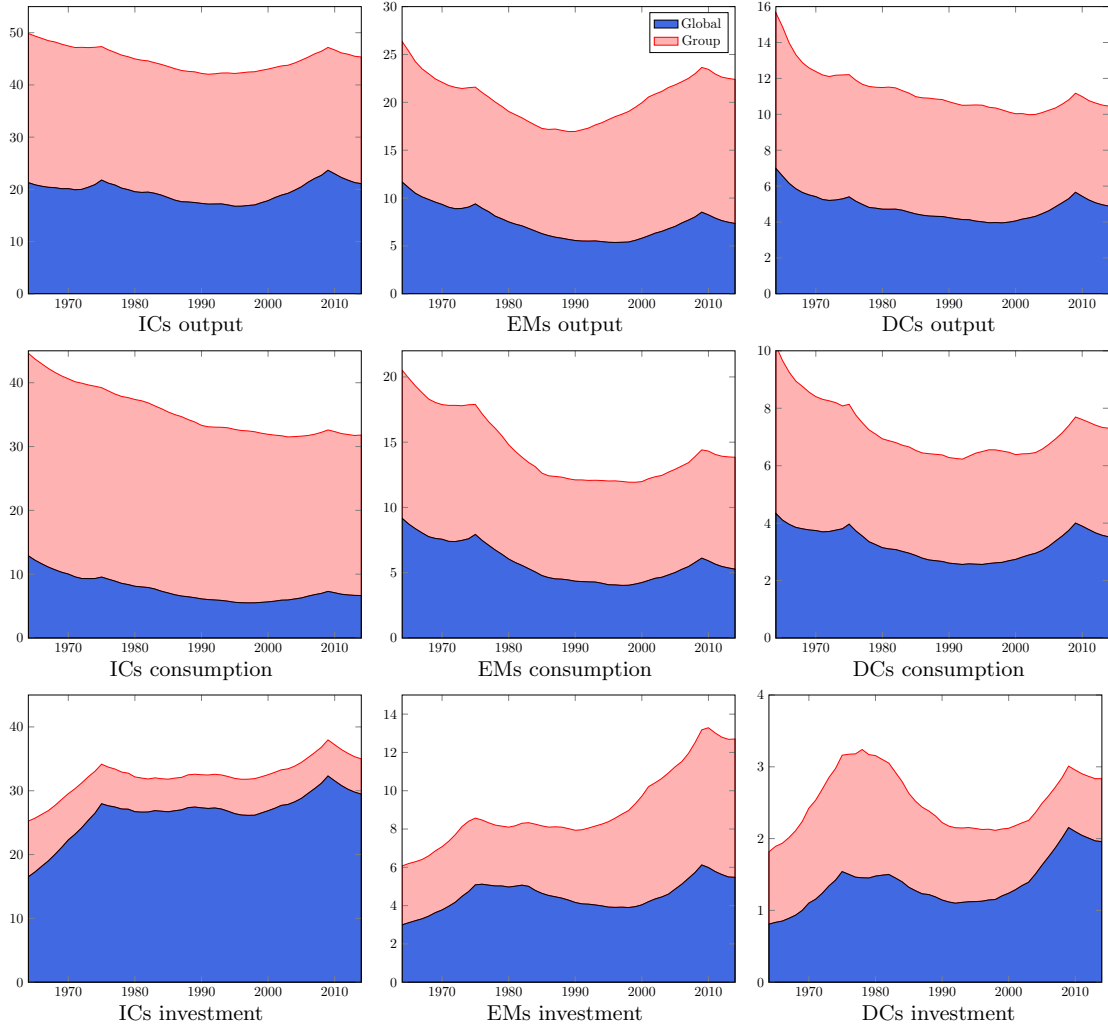 50
40
30
20
10
0
1970 1980 1990 2000 2010
ICs output
30
25
20
15
10
5
0
1970 1980 1990 2000 2010
EMs output
Global
Group
16
14
12
10
8
6
4
2
0
1970 1980 1990 2000 2010
DCs output
40
30
20
10
0
1970 1980 1990 2000 2010
ICs consumption
20
15
10
5
0
1970 1980 1990 2000 2010
EMs consumption
10
8
6
4
2
0
1970 1980 1990 2000 2010
DCs consumption
40
30
20
10
0
1970 1980 1990 2000 2010
ICs investment
14
12
10
8
6
4
2
0
1970 1980 1990 2000 2010
EMs investment
4
3
2
1
0
1970 1980 1990 2000 2010
DCs investment